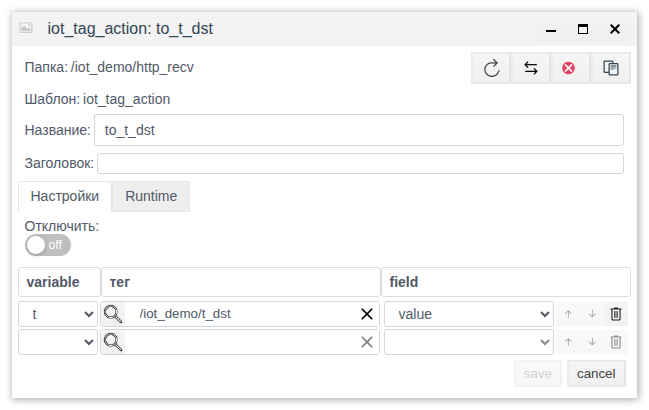 iot_tag_action: to_t_dst
Папка: /iot_demo/http_recv
Шаблон: iot_tag_action
Название: to_t_dst
Заголовок:
Настройки Runtime
Отключить:
off
variable тег field
t /iot_demo/t_dst value
save cancel